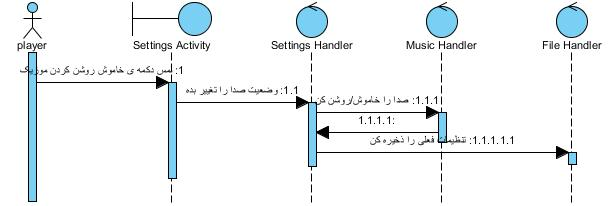 player
Settings Activity
Settings Handler
Music Handler
File Handler
1: لمس دکمه ی خاموش روشن کردن موزیک
1.1: وضعیت صدا را تغییر بده
1.1.1: صدا را خاموش/روشن کن
1.1.1.1:
1.1.1.1.1: تنظیمات فعلی را ذخیره کن